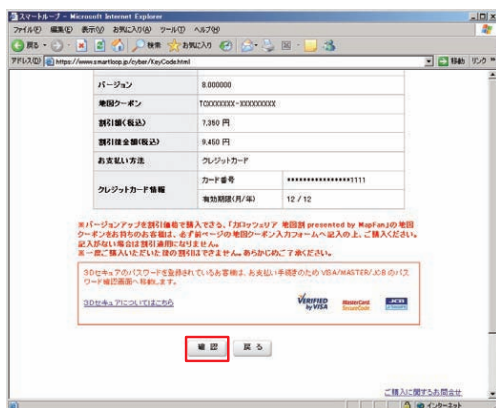 スマートループ - Microsoft Internet Explorer
ファイル(F) 編集(E) 表示(V) お気に入り(A) ツール(T) ヘルプ(H)
戻る 検索 お気に入り
アドレス(D) https://www.smartloop.jp/cyber/KeyCode.html 移動 リンク
バージョン 8.000000
地図クーポン
割引額(税込) 7,350 円
割引後金額(税込) 9,450 円
お支払い方法 クレジットカード
クレジットカード情報 カード番号 ****************1111
有効期限(月/年) 12 / 12
※バージョンアップを割引価格で購入できる、「カロッツェリア 地図割 presented by MapFan」の地図
クーポンをお持ちのお客様は、必ず前ページの地図クーポン入力フォームへ記入の上、ご購入ください。
記入がない場合は割引適用になりません。
※一度ご購入いただいた後の割引はできません。あらかじめご了承ください。
3Dセキュアのパスワードを登録されているお客様は、お支払い手続きのため VISA/MASTER/JCB のパス
ワード確認画面へ移動します。
3Dセキュアについてはこちら
VERIFIED by VISA MasterCard SecureCode JCB
確 認 戻 る
ご購入に関するお問合せ
インターネット